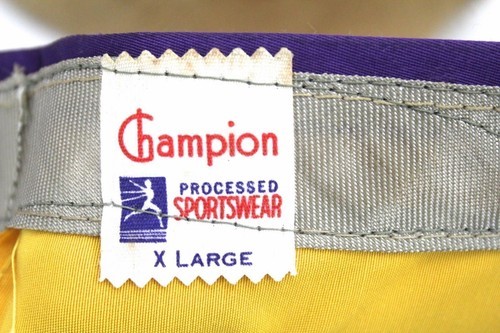 Champion
PROCESSED
SPORTSWEAR
X LARGE